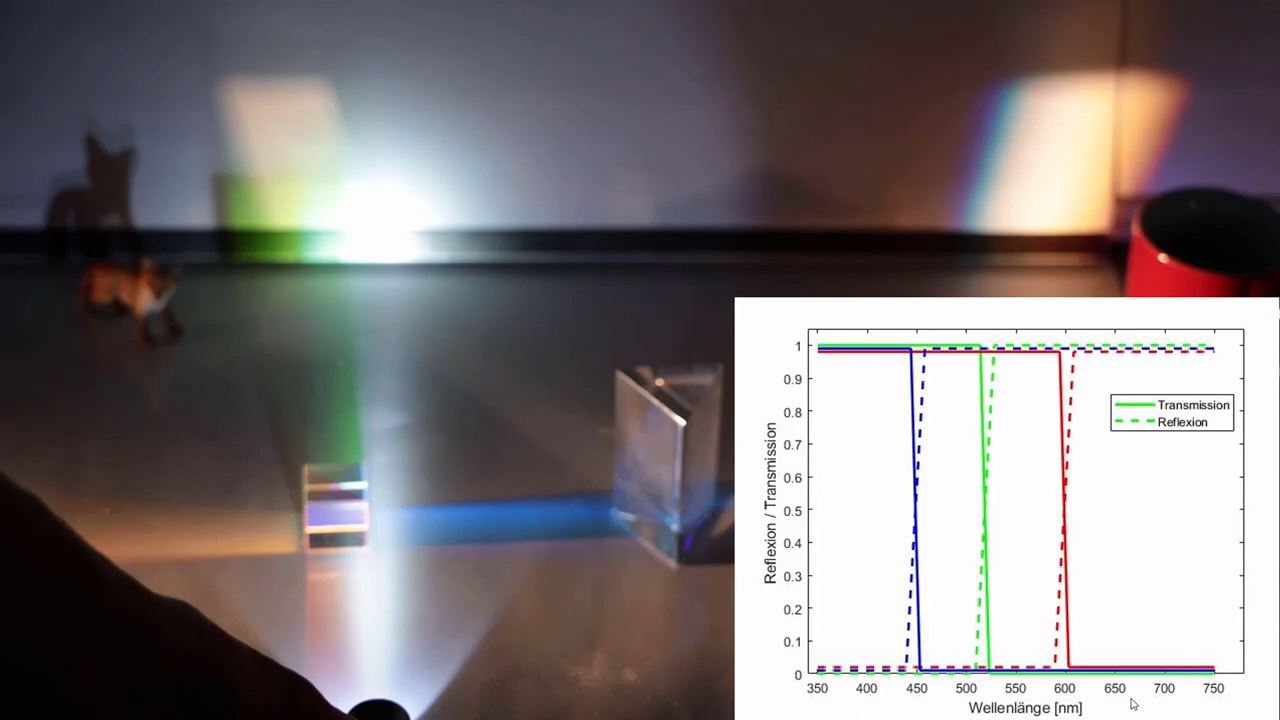 Reflexion / Transmission
1
0.9
0.8
0.7
0.6
0.5
0.4
0.3
0.2
0.1
0
Transmission
Reflexion
350 400 450 500 550 600 650 700 750
Wellenlänge [nm]